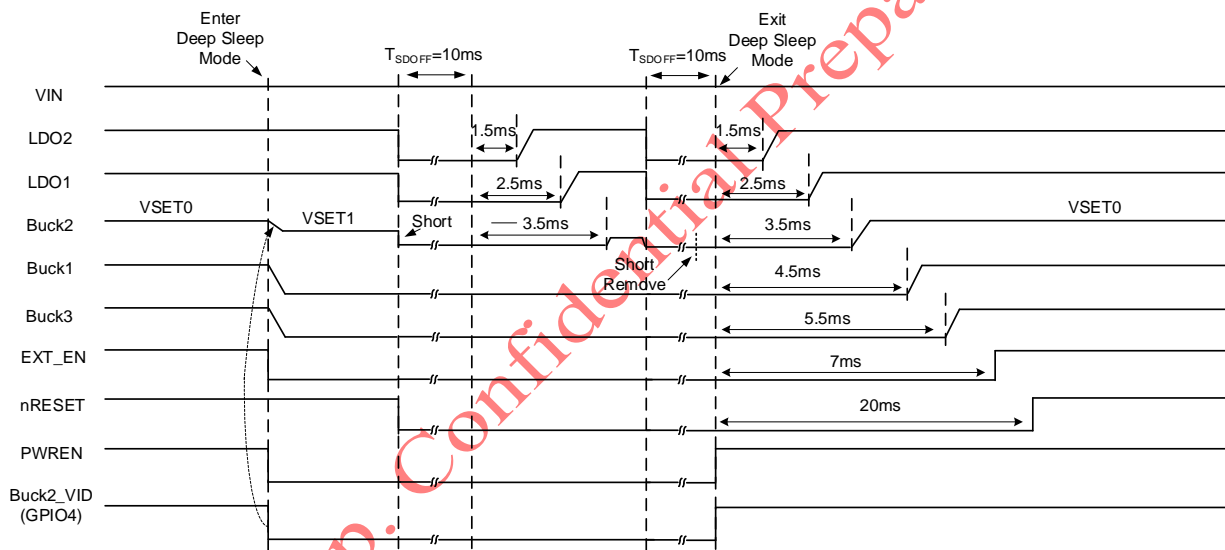 Enter
Deep Sleep
Mode
Exit
Deep Sleep
Mode
TSDOFF=10ms
TSDOFF=10ms
VIN
LDO2
1.5ms
1.5ms
LDO1
2.5ms
2.5ms
Buck2
VSET0
VSET1
Short
3.5ms
3.5ms
VSET0
Short
Remove
Buck1
4.5ms
Buck3
5.5ms
EXT_EN
7ms
nRESET
20ms
PWREN
Buck2_VID
(GPIO4)
p. Confidential Prepa